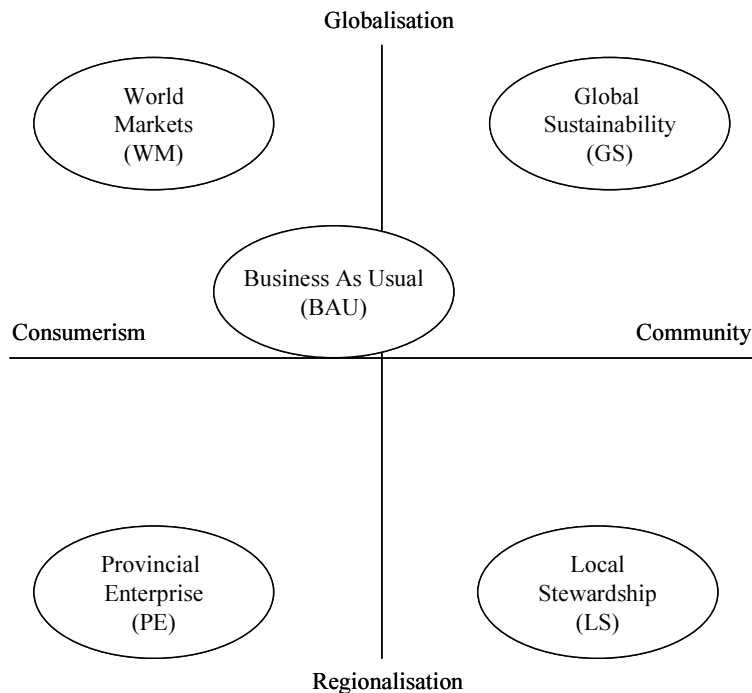 Globalisation
World
Markets
(WM)
Global
Sustainability
(GS)
Business As Usual
(BAU)
Consumerism
Community
Provincial
Enterprise
(PE)
Local
Stewardship
(LS)
Regionalisation